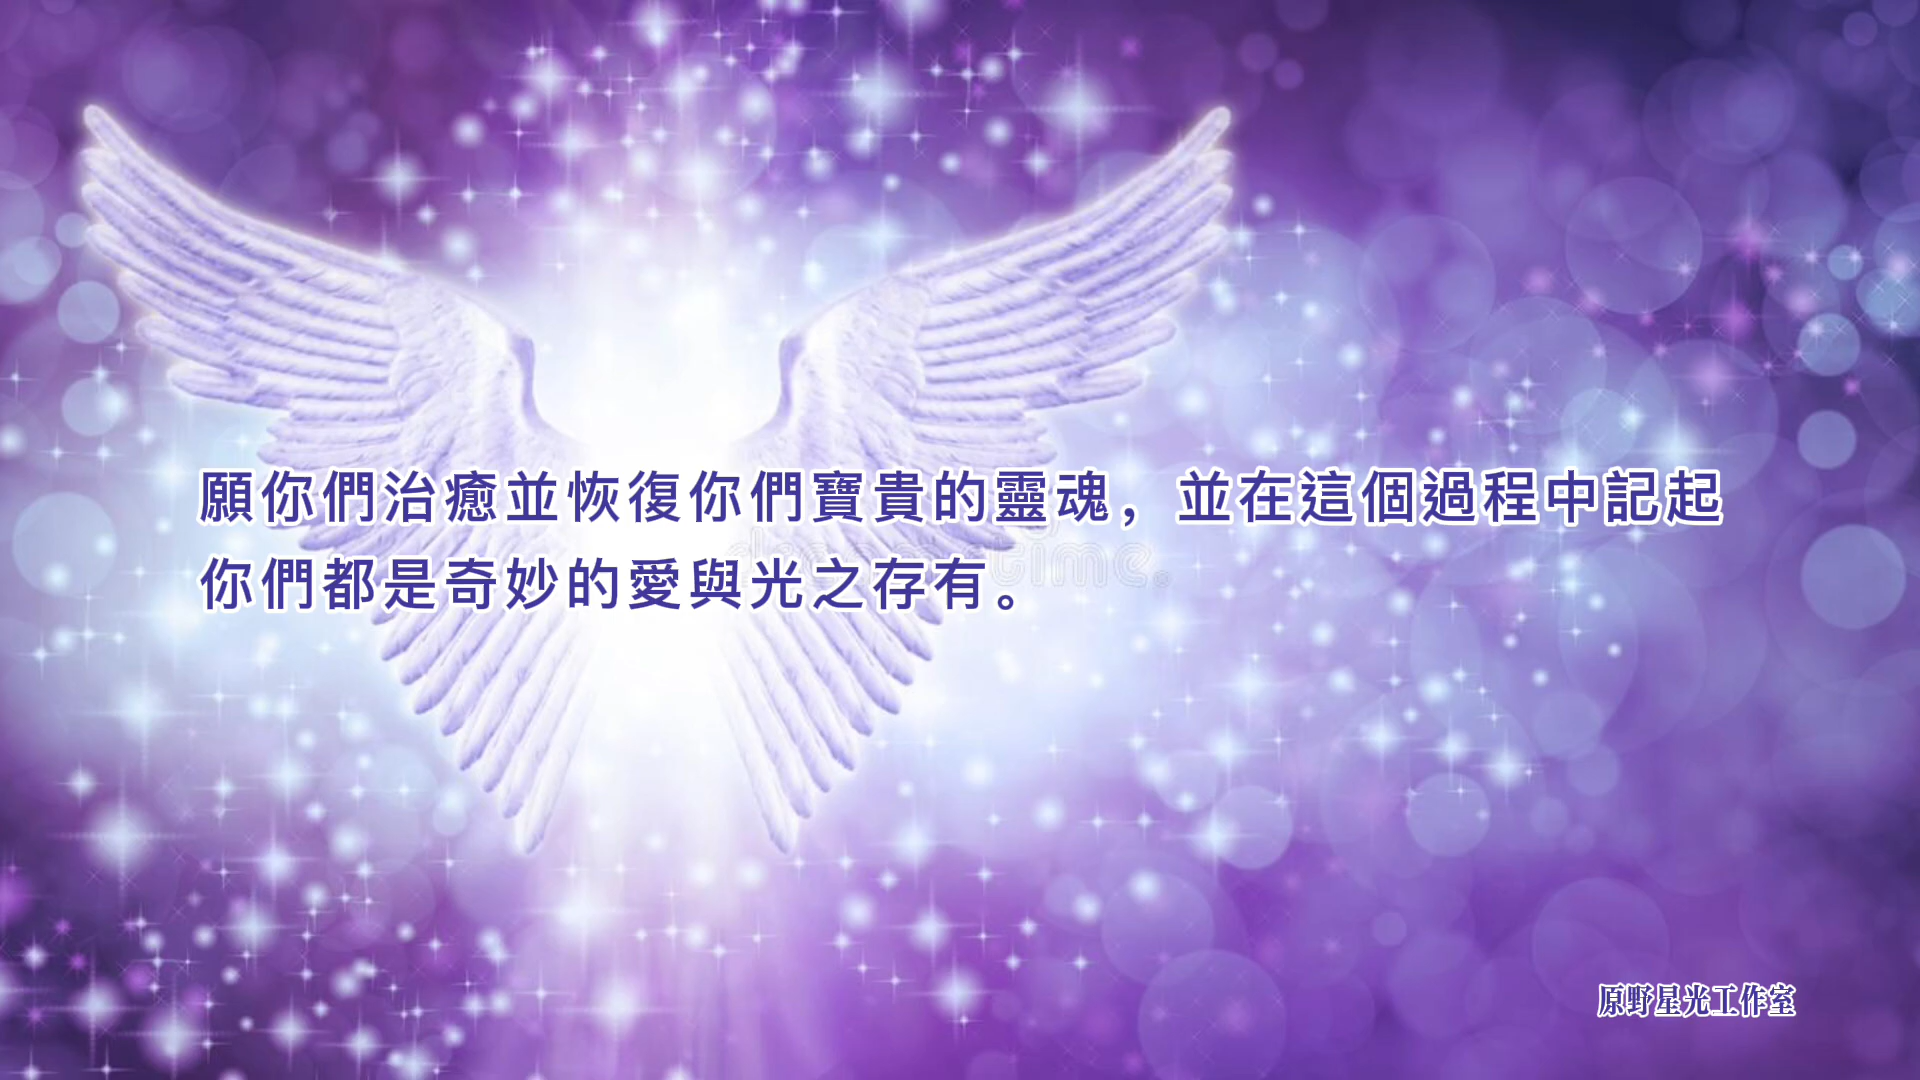 願你們治癒並恢復你們寶貴的靈魂，並在這個過程中記起
你們都是奇妙的愛與光之存有。
dreamstime.
原野星光工作室